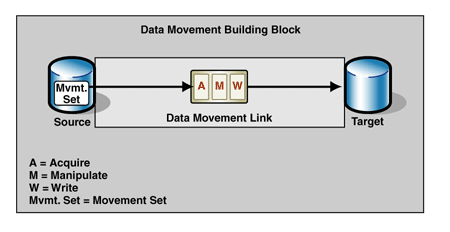 Data Movement Building Block
Mvmt.
Set
A M W
Source
Data Movement Link
Target
A = Acquire
M = Manipulate
W = Write
Mvmt. Set = Movement Set